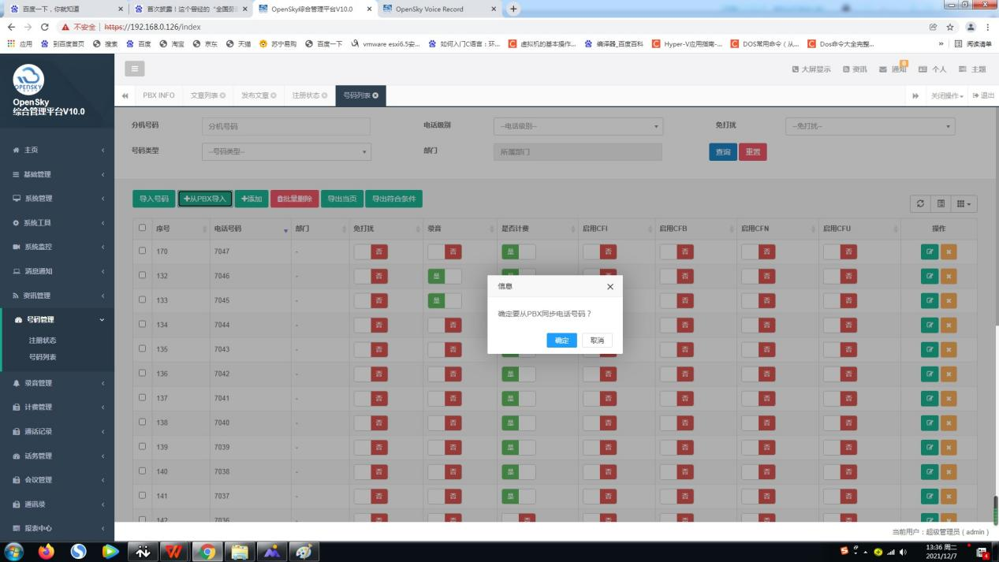 百度一下，你就知道
首次披露！这个曾经的“全国劳
OpenSky综合管理平台V10.0
OpenSky Voice Record
不安全 https://192.168.0.126/index
应用 到百度首页 搜索 百度 淘宝 京东 天猫 苏宁易购 百度一下 vmware esxi6.5安... 如何入门C语言：环... 虚拟机的基本操作... 编译器_百度百科 Hyper-V应用指南-... DOS常用命令（从... Dos命令大全完整... » 阅读清单
OPENSKY
OpenSky
综合管理平台V10.0
大屏显示 资讯 通知 0 个人 主题
PBX INFO 文章列表 发布文章 注册状态 号码列表 关闭操作 退出
分机号码 分机号码 电话级别 --电话级别-- 免打扰 --免打扰--
号码类型 --号码类型-- 部门 所属部门 查询 重置
导入号码 从PBX导入 添加 批量删除 导出当页 导出符合条件
主页
基础管理
系统管理
系统工具
系统监控
消息通知
资讯管理
号码管理
注册状态
号码列表
录音管理
计费管理
通话记录
话务管理
会议管理
通讯录
报表中心
序号 电话号码 部门 免打扰 录音 是否计费 启用CFI 启用CFB 启用CFN 启用CFU 操作
170 7047 - 否 否 是 否 否 否 否
132 7046 - 否 是 是 否 否 否 否
133 7045 - 否 是 否 否 否
134 7044 - 否 否 否 否 否
135 7043 - 否 否 否 否 否
136 7042 - 否 否 是 否 否 否 否
137 7041 - 否 否 是 否 否 否 否
138 7040 - 否 否 是 否 否 否 否
139 7039 - 否 否 是 否 否 否 否
140 7038 - 否 否 是 否 否 否 否
141 7037 - 否 否 是 否 否 否 否
142 7036 - 否 否 否 否 否 否 否
信息
确定要从PBX同步电话号码？
确定 取消
当前用户：超级管理员 ( admin )
13:36 周二
2021/12/7
4